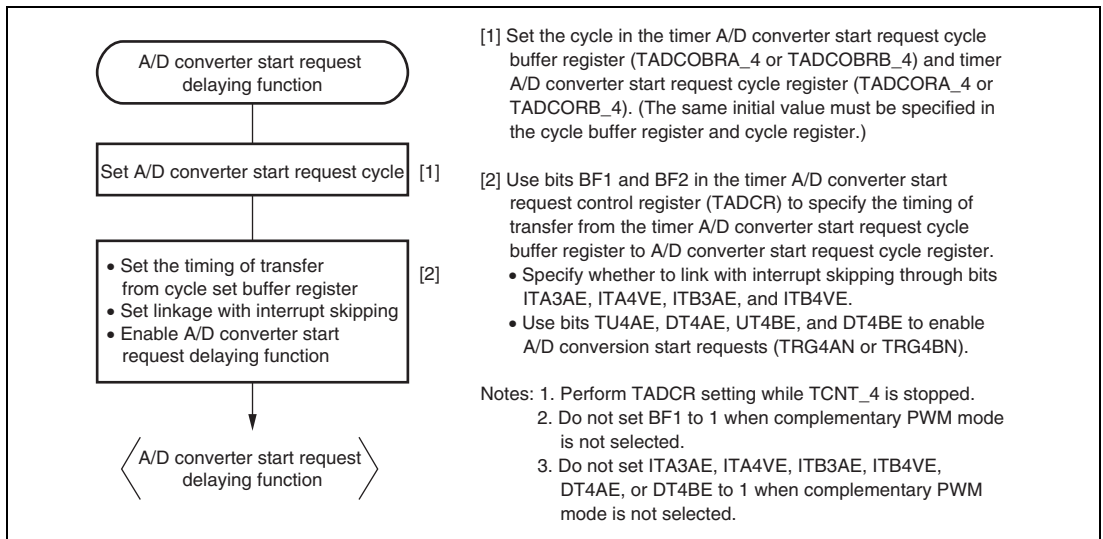 A/D converter start request
delaying function
Set A/D converter start request cycle
[1]
• Set the timing of transfer
from cycle set buffer register
• Set linkage with interrupt skipping
• Enable A/D converter start
request delaying function
[2]
A/D converter start request
delaying function
[1] Set the cycle in the timer A/D converter start request cycle
buffer register (TADCOBRA_4 or TADCOBRB_4) and timer
A/D converter start request cycle register (TADCORA_4 or
TADCORB_4). (The same initial value must be specified in
the cycle buffer register and cycle register.)
[2] Use bits BF1 and BF2 in the timer A/D converter start
request control register (TADCR) to specify the timing of
transfer from the timer A/D converter start request cycle
buffer register to A/D converter start request cycle register.
• Specify whether to link with interrupt skipping through bits
ITA3AE, ITA4VE, ITB3AE, and ITB4VE.
• Use bits TU4AE, DT4AE, UT4BE, and DT4BE to enable
A/D conversion start requests (TRG4AN or TRG4BN).
Notes: 1. Perform TADCR setting while TCNT_4 is stopped.
2. Do not set BF1 to 1 when complementary PWM mode
is not selected.
3. Do not set ITA3AE, ITA4VE, ITB3AE, ITB4VE,
DT4AE, or DT4BE to 1 when complementary PWM
mode is not selected.